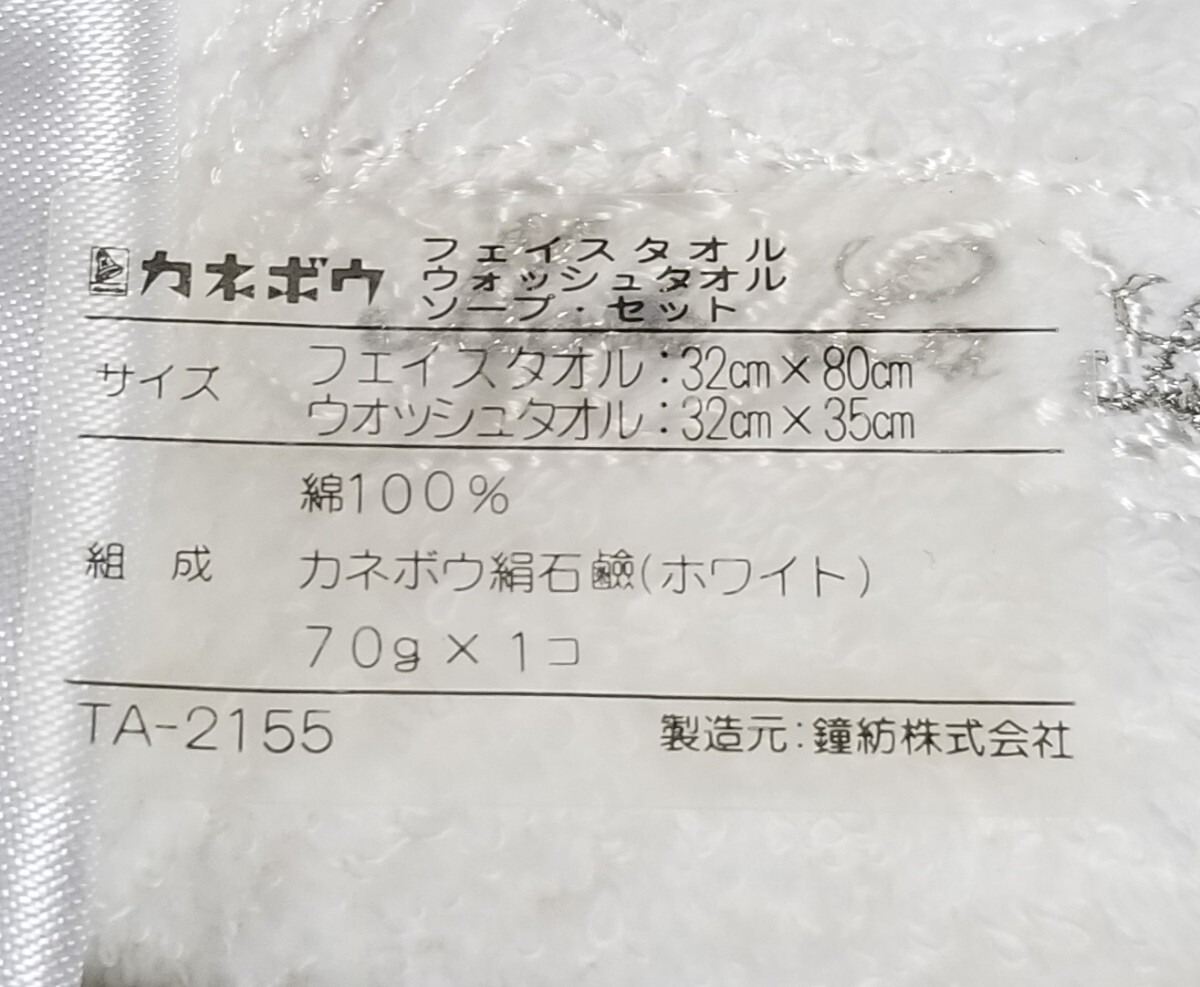 カネボウ
フェイスタオル
ウォッシュタオル
ソープ・セット
サイズ
フェイスタオル：32cm×80cm
ウオッシュタオル：32cm×35cm
組成
綿100%
カネボウ絹石鹼(ホワイト)
70g×1コ
TA-2155
製造元：鐘紡株式会社